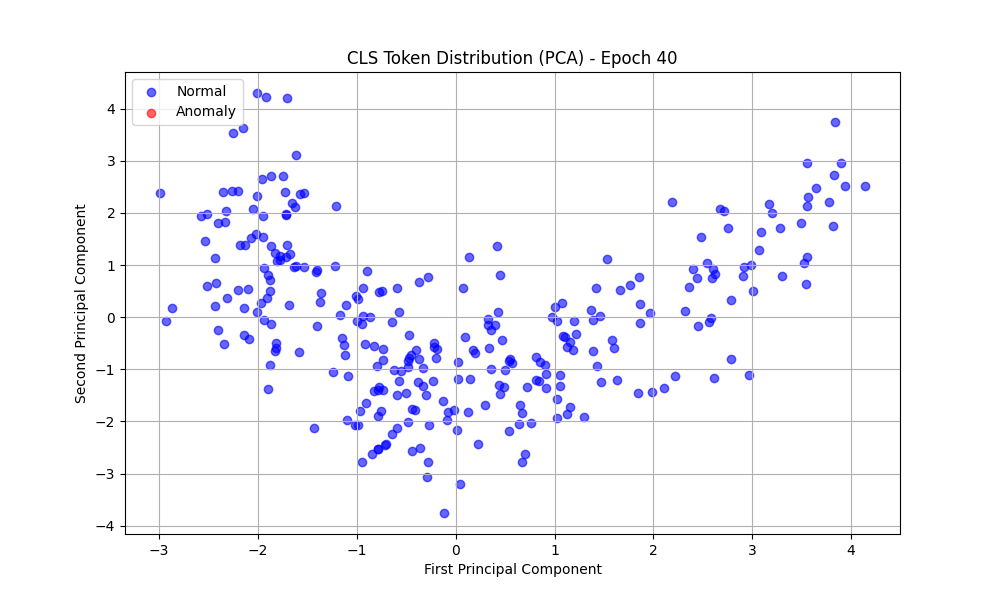 CLS Token Distribution (PCA) - Epoch 40
Normal
Anomaly
4
3
2
1
0
−1
−2
−3
−4
Second Principal Component
−3 −2 −1 0 1 2 3 4
First Principal Component